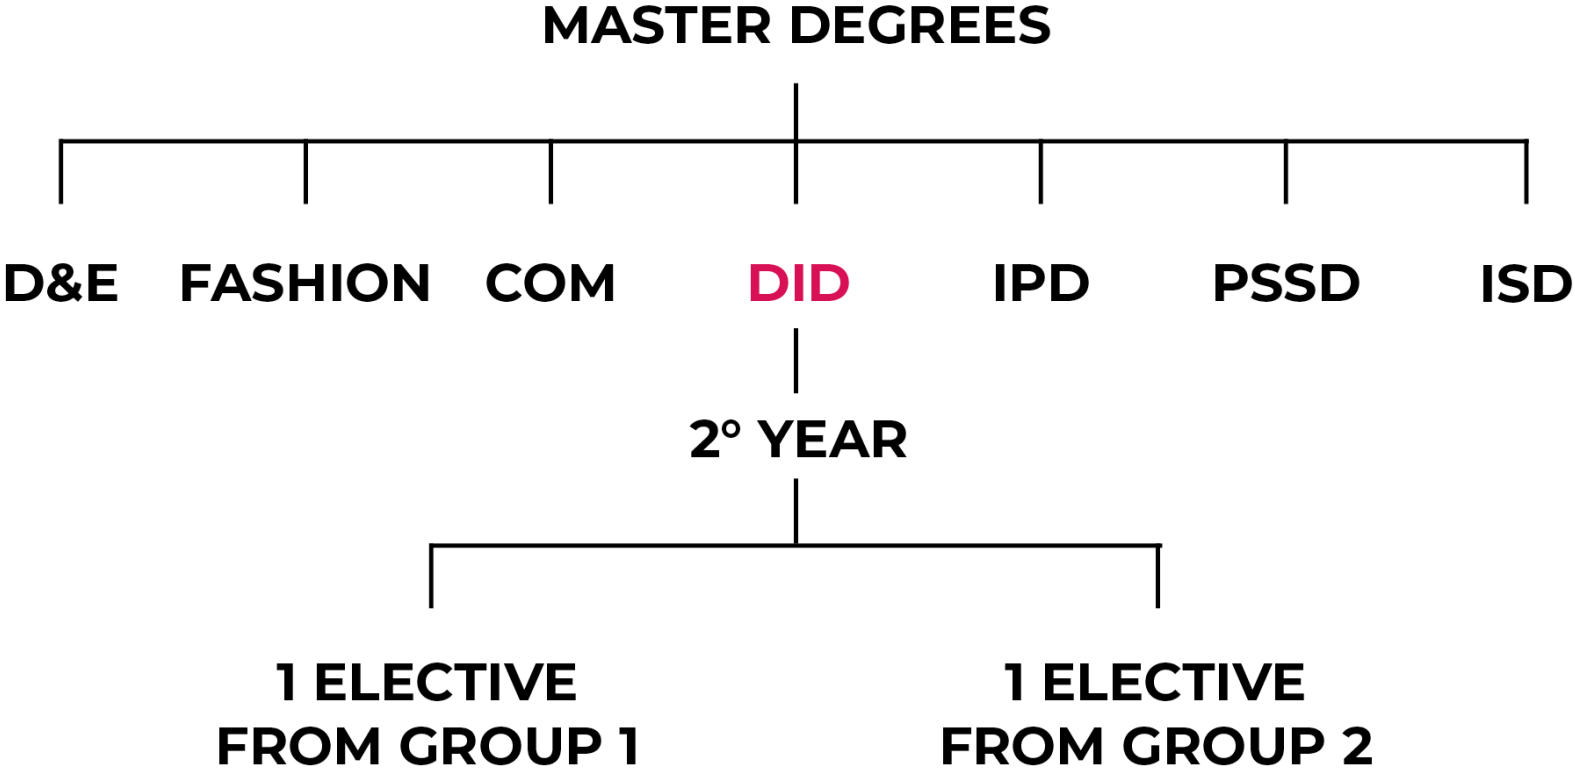 MASTER DEGREES
D&E FASHION COM DID IPD PSSD ISD
2° YEAR
1 ELECTIVE 1 ELECTIVE
FROM GROUP 1 FROM GROUP 2